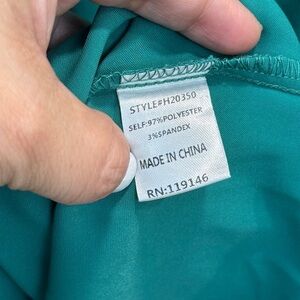 STYLE#H20350
SELF:97%POLYESTER
3%SPANDEX
MADE IN CHINA
RN:119146